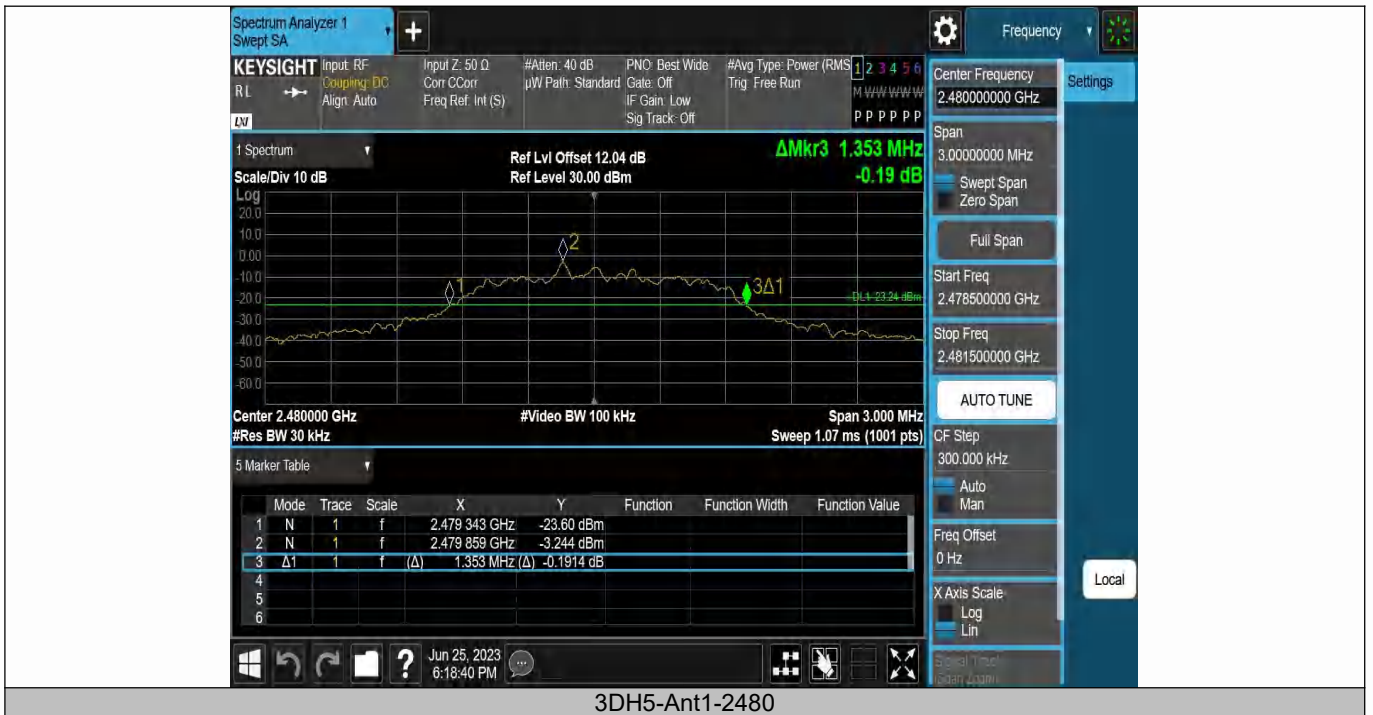 Spectrum Analyzer 1
Swept SA
+
Frequency
KEYSIGHT
RL
LXI
Input: RF
Coupling: DC
Align: Auto
Input Z: 50 Ω
Corr CCorr
Freq Ref: Int (S)
#Atten: 40 dB
µW Path: Standard
PNO: Best Wide
Gate: Off
IF Gain: Low
Sig Track: Off
#Avg Type: Power (RMS
Trig: Free Run
1 2 3 4 5 6
M W W W W W
P P P P P P
Center Frequency
2.480000000 GHz
Settings
Span
3.00000000 MHz
Swept Span
Zero Span
Full Span
Start Freq
2.478500000 GHz
Stop Freq
2.481500000 GHz
AUTO TUNE
CF Step
300.000 kHz
Auto
Man
Freq Offset
0 Hz
X Axis Scale
Log
Lin
Local
1 Spectrum
Scale/Div 10 dB
Ref Lvl Offset 12.04 dB
Ref Level 30.00 dBm
ΔMkr3 1.353 MHz
-0.19 dB
Log
20.0
10.0
0.00
-10.0
-20.0
-30.0
-40.0
-50.0
-60.0
1
2
3Δ1
DL1 -23.24 dBm
Center 2.480000 GHz
#Video BW 100 kHz
Span 3.000 MHz
#Res BW 30 kHz
Sweep 1.07 ms (1001 pts)
5 Marker Table
Mode Trace Scale X Y Function Function Width Function Value
1 N 1 f 2.479 343 GHz -23.60 dBm
2 N 1 f 2.479 859 GHz -3.244 dBm
3 Δ1 1 f (Δ) 1.353 MHz (Δ) -0.1914 dB
4
5
6
?
Jun 25, 2023
6:18:40 PM
3DH5-Ant1-2480